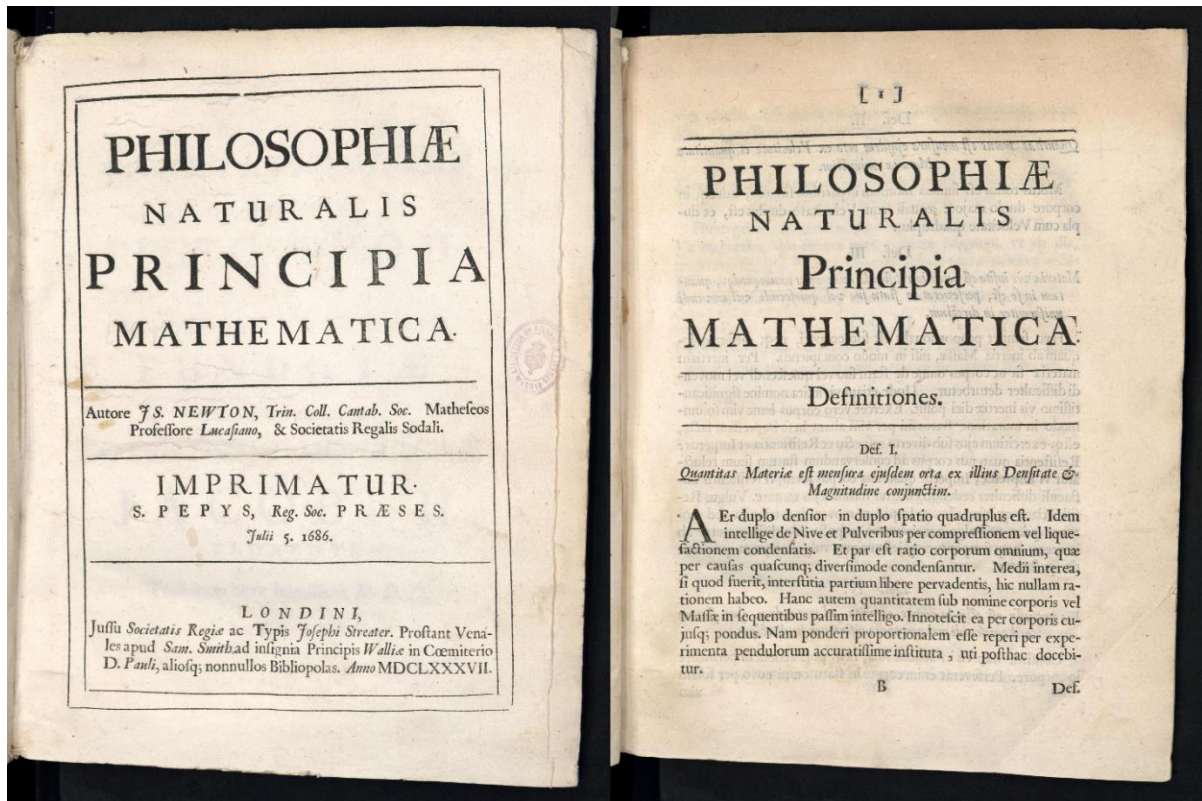 PHILOSOPHIÆ
NATURALIS
PRINCIPIA
MATHEMATICA.
Autore JS. NEWTON, Trin. Coll. Cantab. Soc. Matheseos
Professore Lucasiano, & Societatis Regalis Sodali.
IMPRIMATUR.
S. PEPYS, Reg. Soc. PRÆSES.
Julii 5. 1686.
LONDINI,
Jussu Societatis Regiæ ac Typis Josephi Streater. Prostant Vena-
les apud Sam. Smith ad insignia Principis Walliæ in Cœmiterio
D. Pauli, aliosq; nonnullos Bibliopolas. Anno MDCLXXXVII.
[ 1 ]
PHILOSOPHIÆ
NATURALIS
Principia
MATHEMATICA.
Definitiones.
Def. I.
Quantitas Materiæ est mensura ejusdem orta ex illius Densitate &
Magnitudine conjunctim.
AEr duplo densior in duplo spatio quadruplus est. Idem
intellige de Nive et Pulveribus per compressionem vel lique-
factionem condensatis. Et par est ratio corporum omnium, quæ
per causas quascunq; diversimode condensantur. Medii interea,
si quod fuerit, interstitia partium libere pervadentis, hic nullam ra-
tionem habeo. Hanc autem quantitatem sub nomine corporis vel
Massæ in sequentibus passim intelligo. Innotescit ea per corporis cu-
jusq; pondus. Nam ponderi proportionalem esse reperi per expe-
rimenta pendulorum accuratissime instituta, uti posthac docebi-
tur.
B Def.